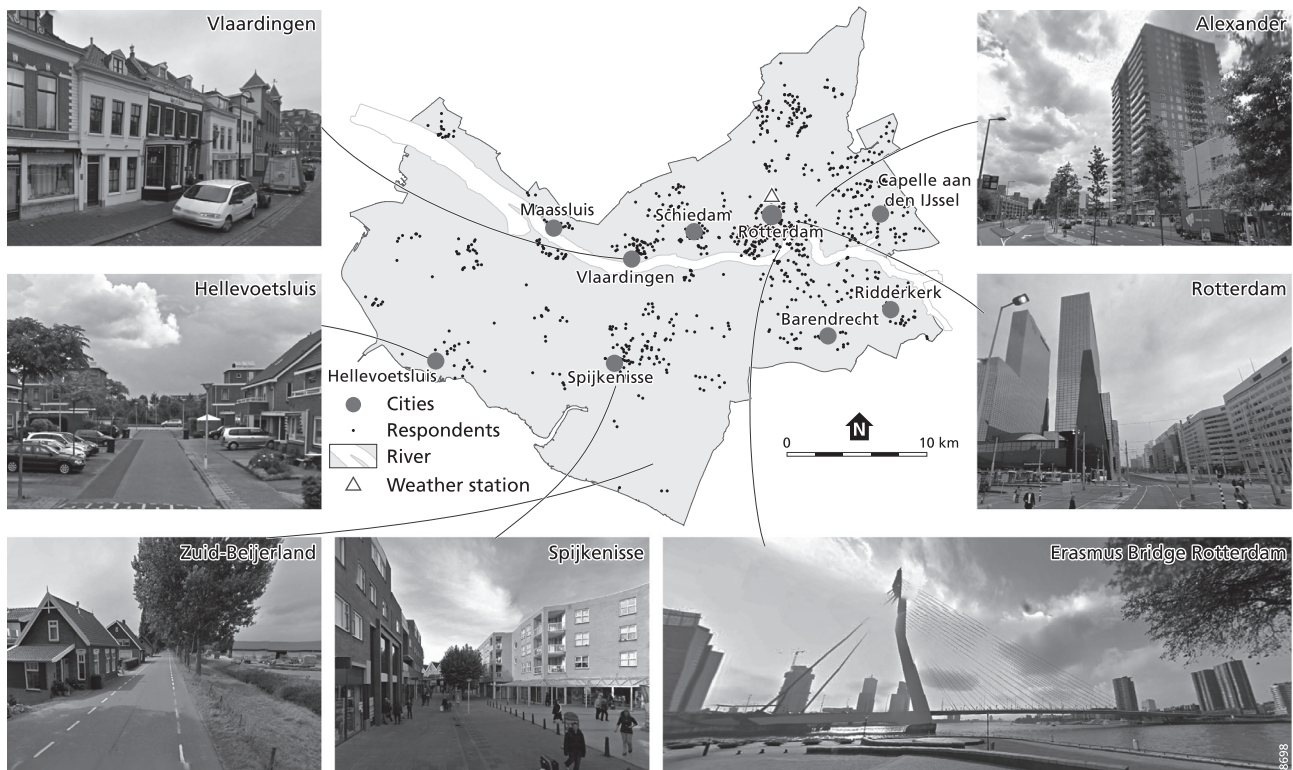 Vlaardingen
Alexander
Maassluis
Schiedam
Capelle aan
den IJssel
Rotterdam
Vlaardingen
Hellevoetsluis
Ridderkerk
Rotterdam
Barendrecht
Hellevoetsluis
Spijkenisse
Cities
Respondents
River
Weather station
N
0
10 km
Zuid-Beijerland
Spijkenisse
Erasmus Bridge Rotterdam
8698